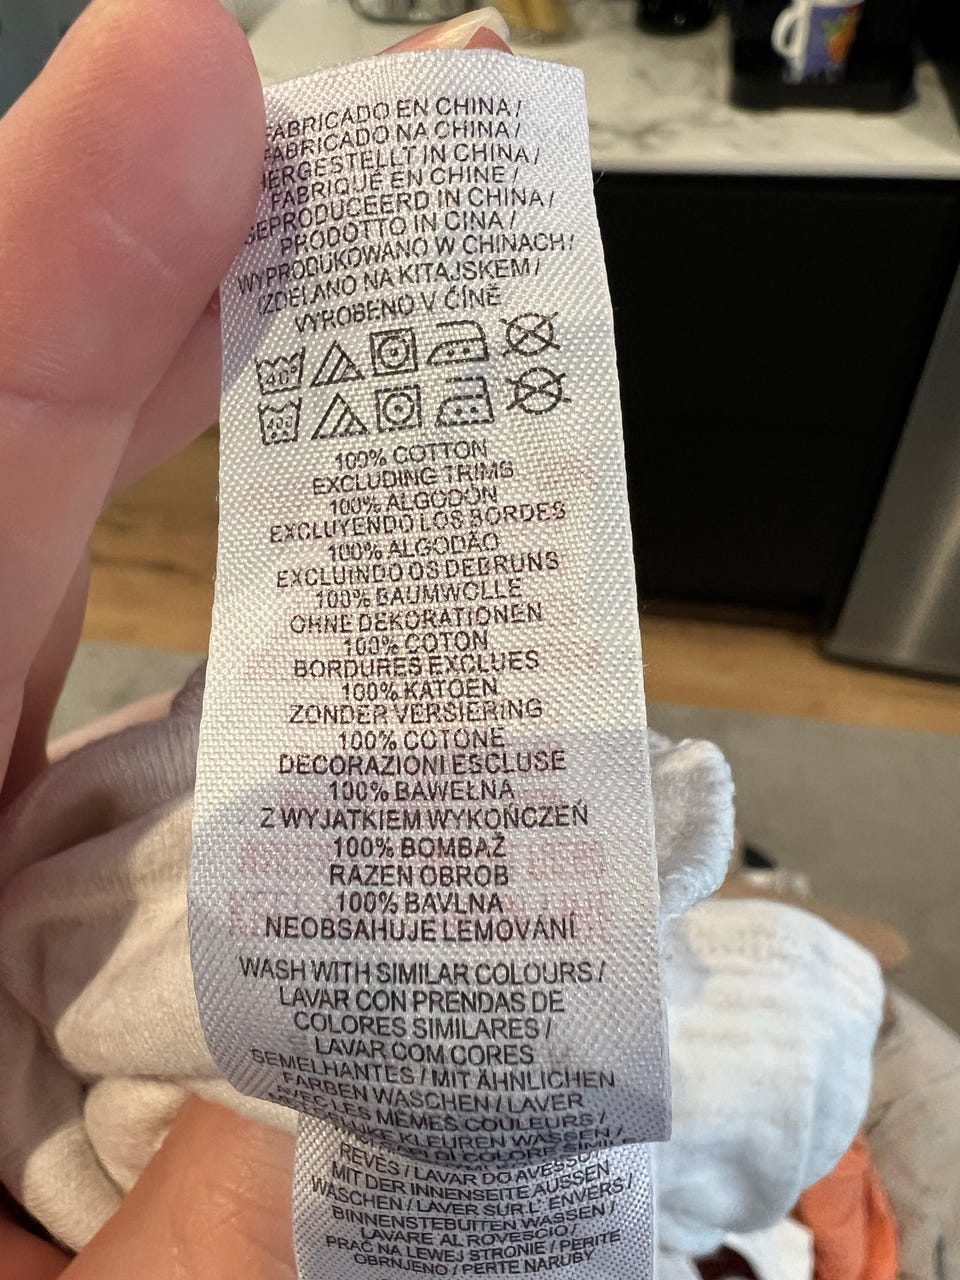 FABRICADO EN CHINA /
FABRICADO NA CHINA /
HERGESTELLT IN CHINA /
FABRIQUÉ EN CHINE /
GEPRODUCEERD IN CHINA /
PRODOTTO IN CINA /
WYPRODUKOWANO W CHINACH /
IZDELANO NA KITAJSKEM /
VYROBENO V ČÍNĚ
40°
40°
100% COTTON
EXCLUDING TRIMS
100% ALGODÓN
EXCLUYENDO LOS BORDES
100% ALGODÃO
EXCLUINDO OS DEBRUNS
100% BAUMWOLLE
OHNE DEKORATIONEN
100% COTON
BORDURES EXCLUES
100% KATOEN
ZONDER VERSIERING
100% COTONE
DECORAZIONI ESCLUSE
100% BAWEŁNA
Z WYJATKIEM WYKOŃCZEŃ
100% BOMBAŽ
RAZEN OBROB
100% BAVLNA
NEOBSAHUJE LEMOVÁNÍ
WASH WITH SIMILAR COLOURS /
LAVAR CON PRENDAS DE
COLORES SIMILARES /
LAVAR COM CORES
SEMELHANTES / MIT ÄHNLICHEN
FARBEN WASCHEN / LAVER
AVEC LES MÊMES COULEURS /
KLEUREN WASSEN /
DI COLORE
REVÉS / LAVAR DO AVESSO
MIT DER INNENSEITE AUSSEN
WASCHEN / LAVER SUR L'ENVERS /
BINNENSTEBUITEN WASSEN /
LAVARE AL ROVESCIO /
PRAĆ NA LEWEJ STRONIE / PERITE
OBRNJENO / PERTE NARUBY